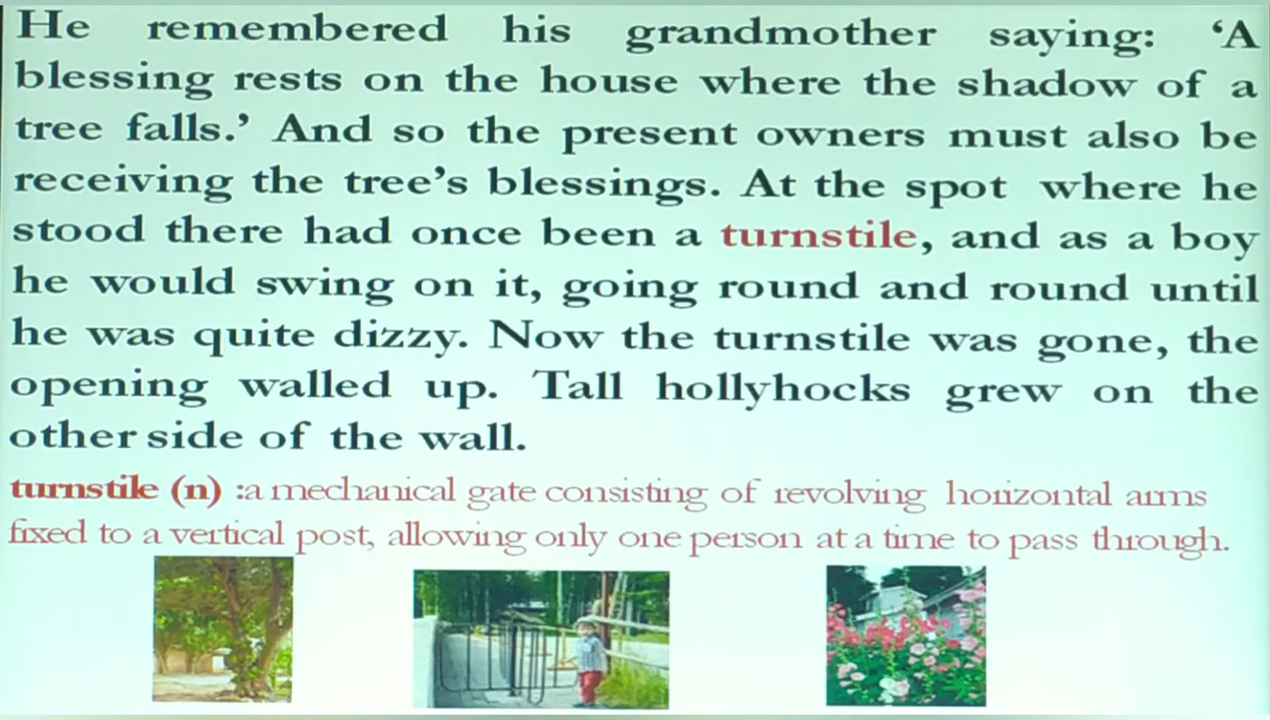 He remembered his grandmother saying: ‘A
blessing rests on the house where the shadow of a
tree falls.’ And so the present owners must also be
receiving the tree’s blessings. At the spot where he
stood there had once been a turnstile, and as a boy
he would swing on it, going round and round until
he was quite dizzy. Now the turnstile was gone, the
opening walled up. Tall hollyhocks grew on the
other side of the wall.
turnstile (n) :a mechanical gate consisting of revolving horizontal arms
fixed to a vertical post, allowing only one person at a time to pass through.